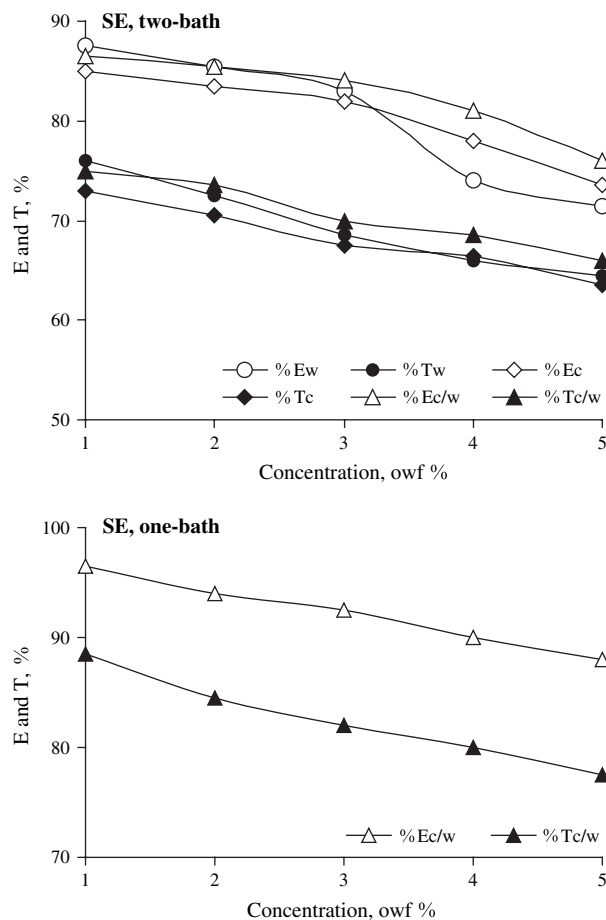 SE, two-bath
90
80
70
60
50
E and T, %
% Ew % Tw % Ec
% Tc % Ec/w % Tc/w
1 2 3 4 5
Concentration, owf %
SE, one-bath
100
90
80
70
E and T, %
% Ec/w % Tc/w
1 2 3 4 5
Concentration, owf %